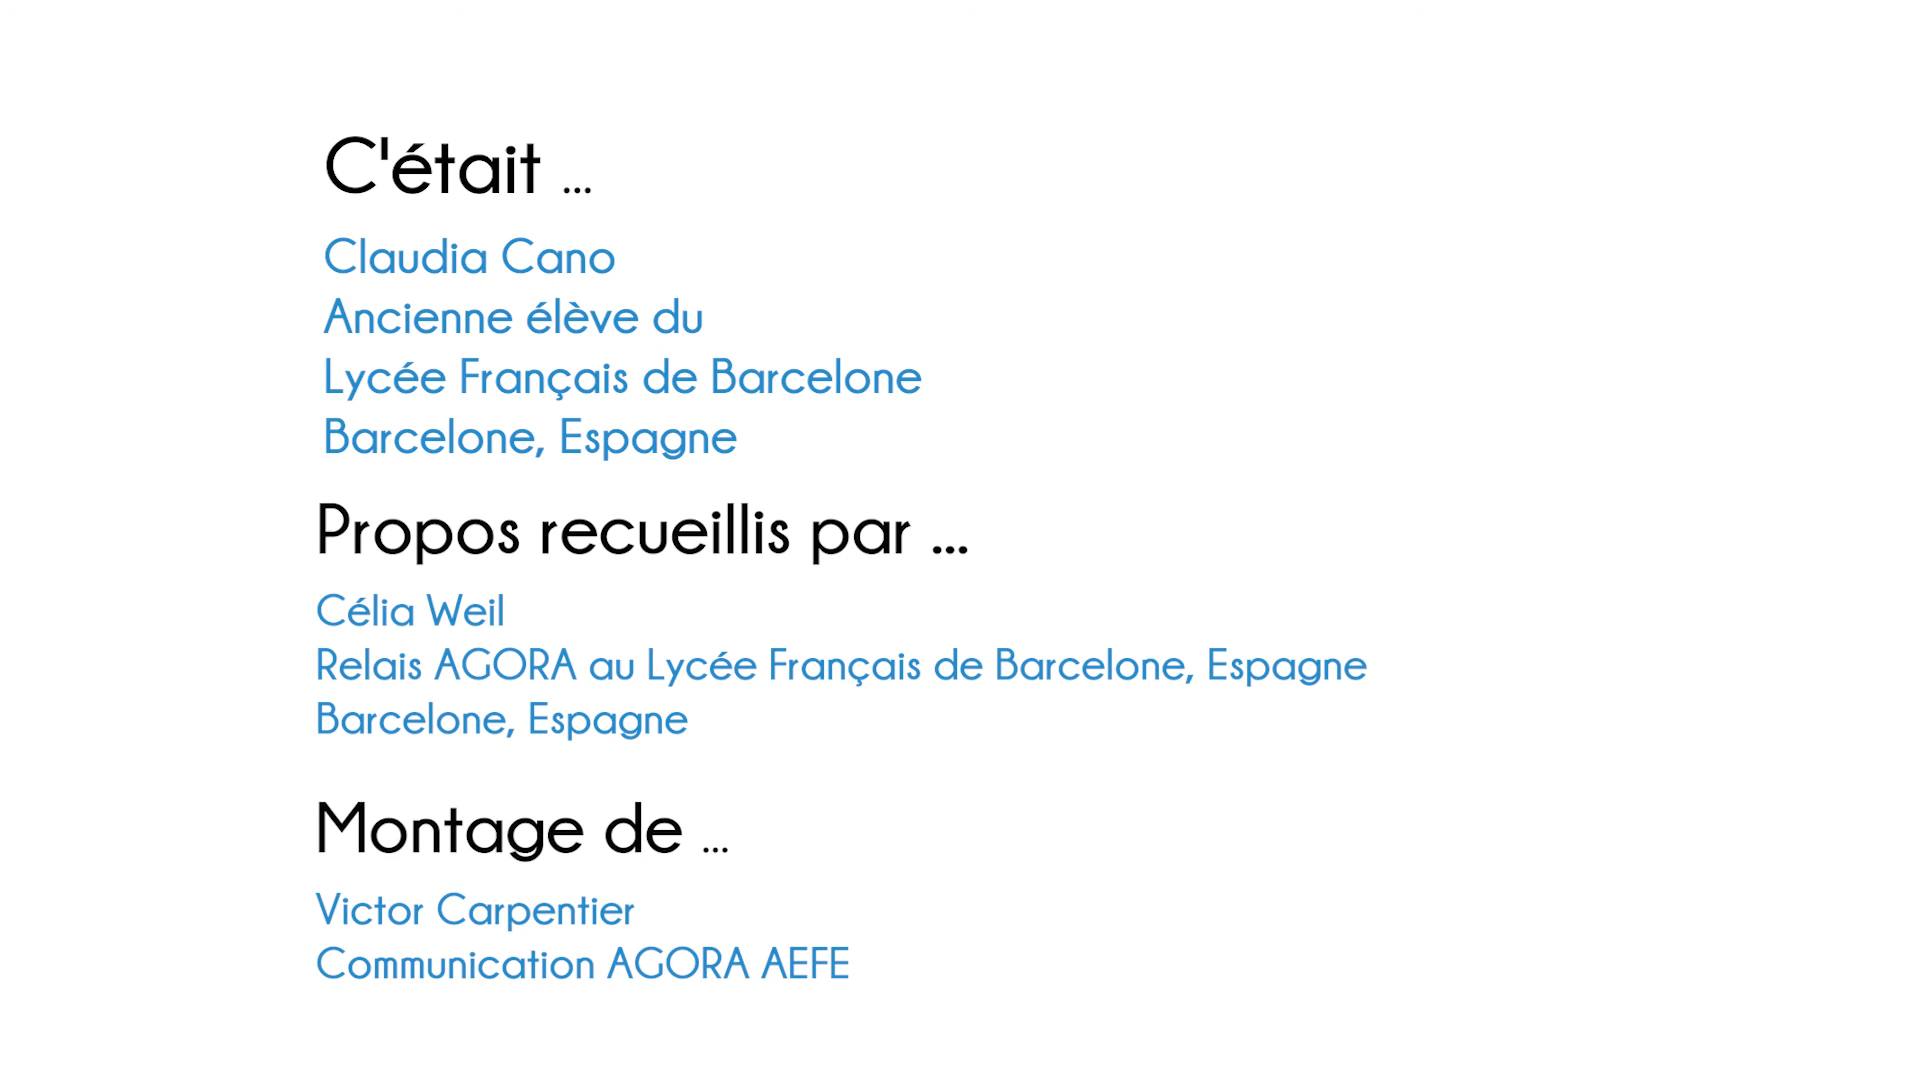 C'était ...
Claudia Cano
Ancienne élève du
Lycée Français de Barcelone
Barcelone, Espagne
Propos recueillis par ...
Célia Weil
Relais AGORA au Lycée Français de Barcelone, Espagne
Barcelone, Espagne
Montage de ...
Victor Carpentier
Communication AGORA AEFE